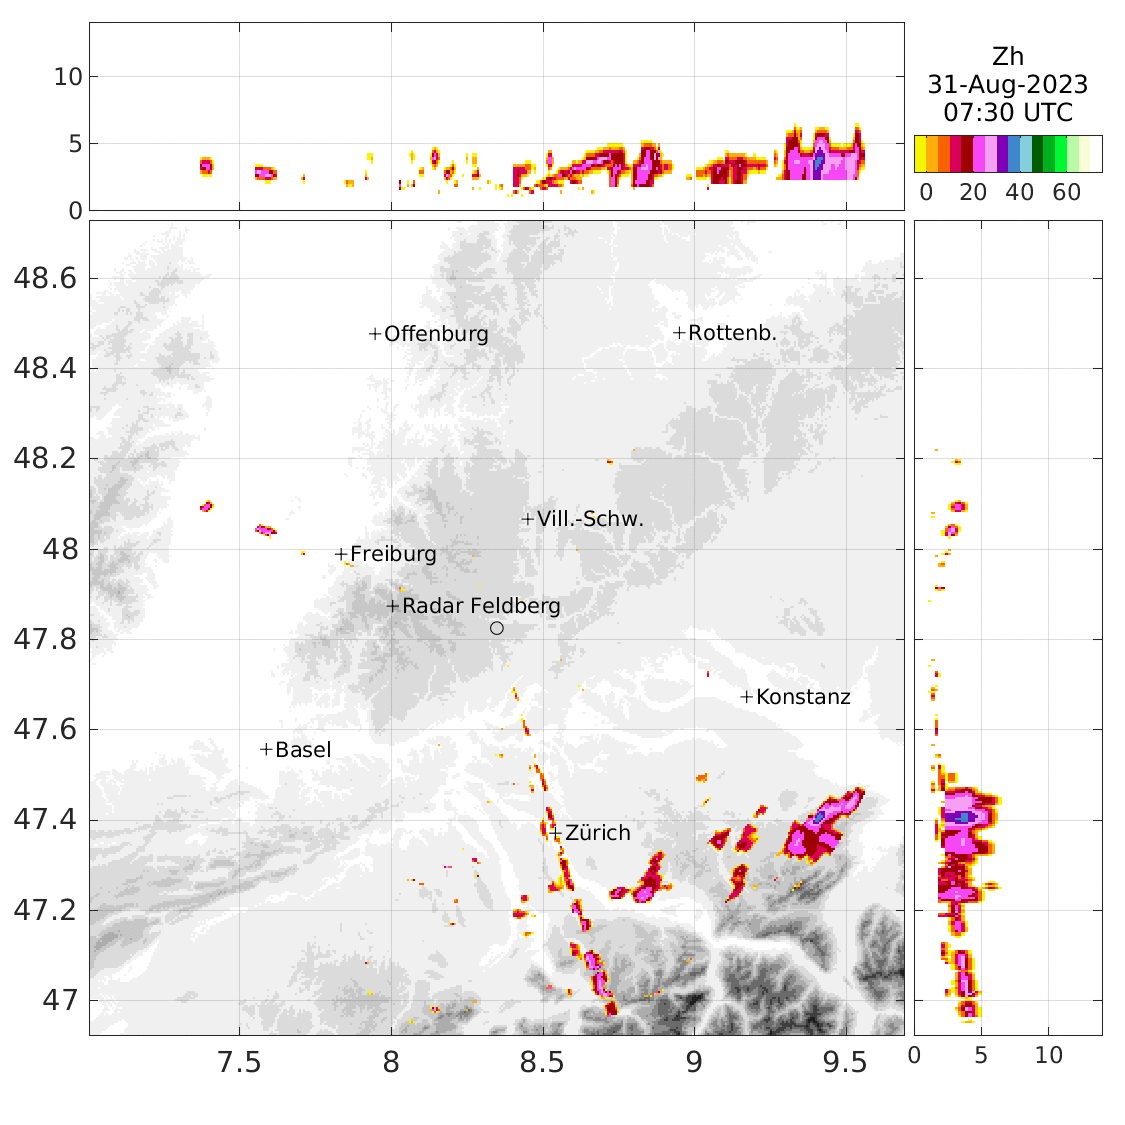 Zh
31-Aug-2023
07:30 UTC
0 20 40 60
10
5
0
48.6
48.4
48.2
48
47.8
47.6
47.4
47.2
47
+Offenburg
+Rottenb.
+Vill.-Schw.
+Freiburg
+Radar Feldberg
+Konstanz
+Basel
+Zürich
7.5 8 8.5 9 9.5
0 5 10